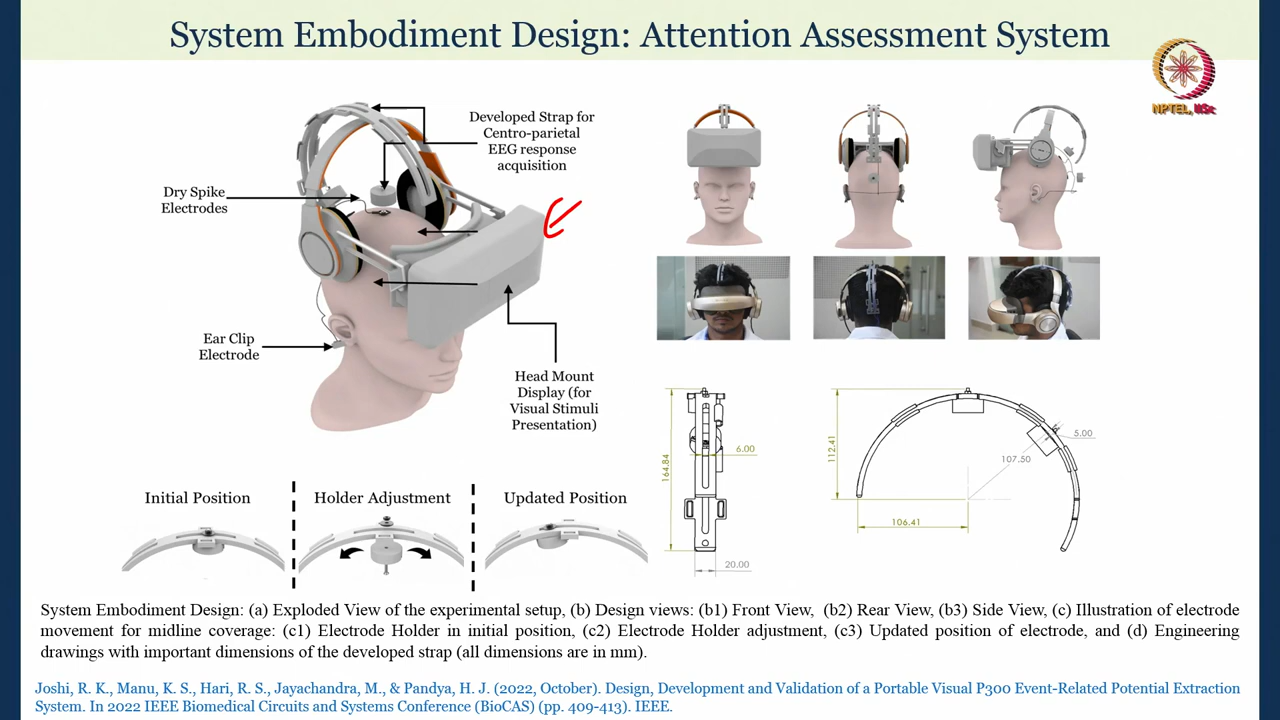 System Embodiment Design: Attention Assessment System
NPTEL, IISc
Developed Strap for
Centro-parietal
EEG response
acquisition
Dry Spike
Electrodes
Ear Clip
Electrode
Head Mount
Display (for
Visual Stimuli
Presentation)
Initial Position
Holder Adjustment
Updated Position
164.84
6.00
20.00
112.41
106.41
107.50
5.00
System Embodiment Design: (a) Exploded View of the experimental setup, (b) Design views: (b1) Front View, (b2) Rear View, (b3) Side View, (c) Illustration of electrode
movement for midline coverage: (c1) Electrode Holder in initial position, (c2) Electrode Holder adjustment, (c3) Updated position of electrode, and (d) Engineering
drawings with important dimensions of the developed strap (all dimensions are in mm).
Joshi, R. K., Manu, K. S., Hari, R. S., Jayachandra, M., & Pandya, H. J. (2022, October). Design, Development and Validation of a Portable Visual P300 Event-Related Potential Extraction
System. In 2022 IEEE Biomedical Circuits and Systems Conference (BioCAS) (pp. 409-413). IEEE.